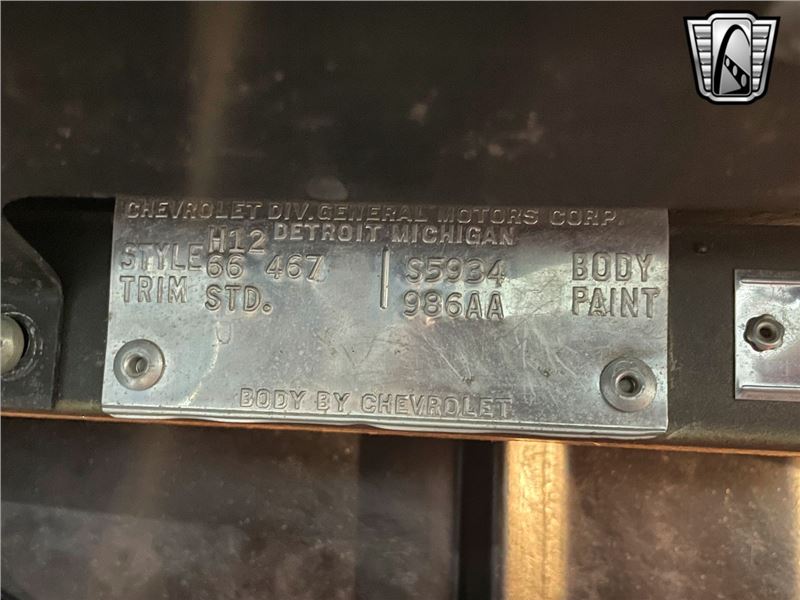 CHEVROLET DIV. GENERAL MOTORS CORP.
DETROIT MICHIGAN
H12
STYLE 66 467 S5934 BODY
TRIM STD. 986AA PAINT
BODY BY CHEVROLET